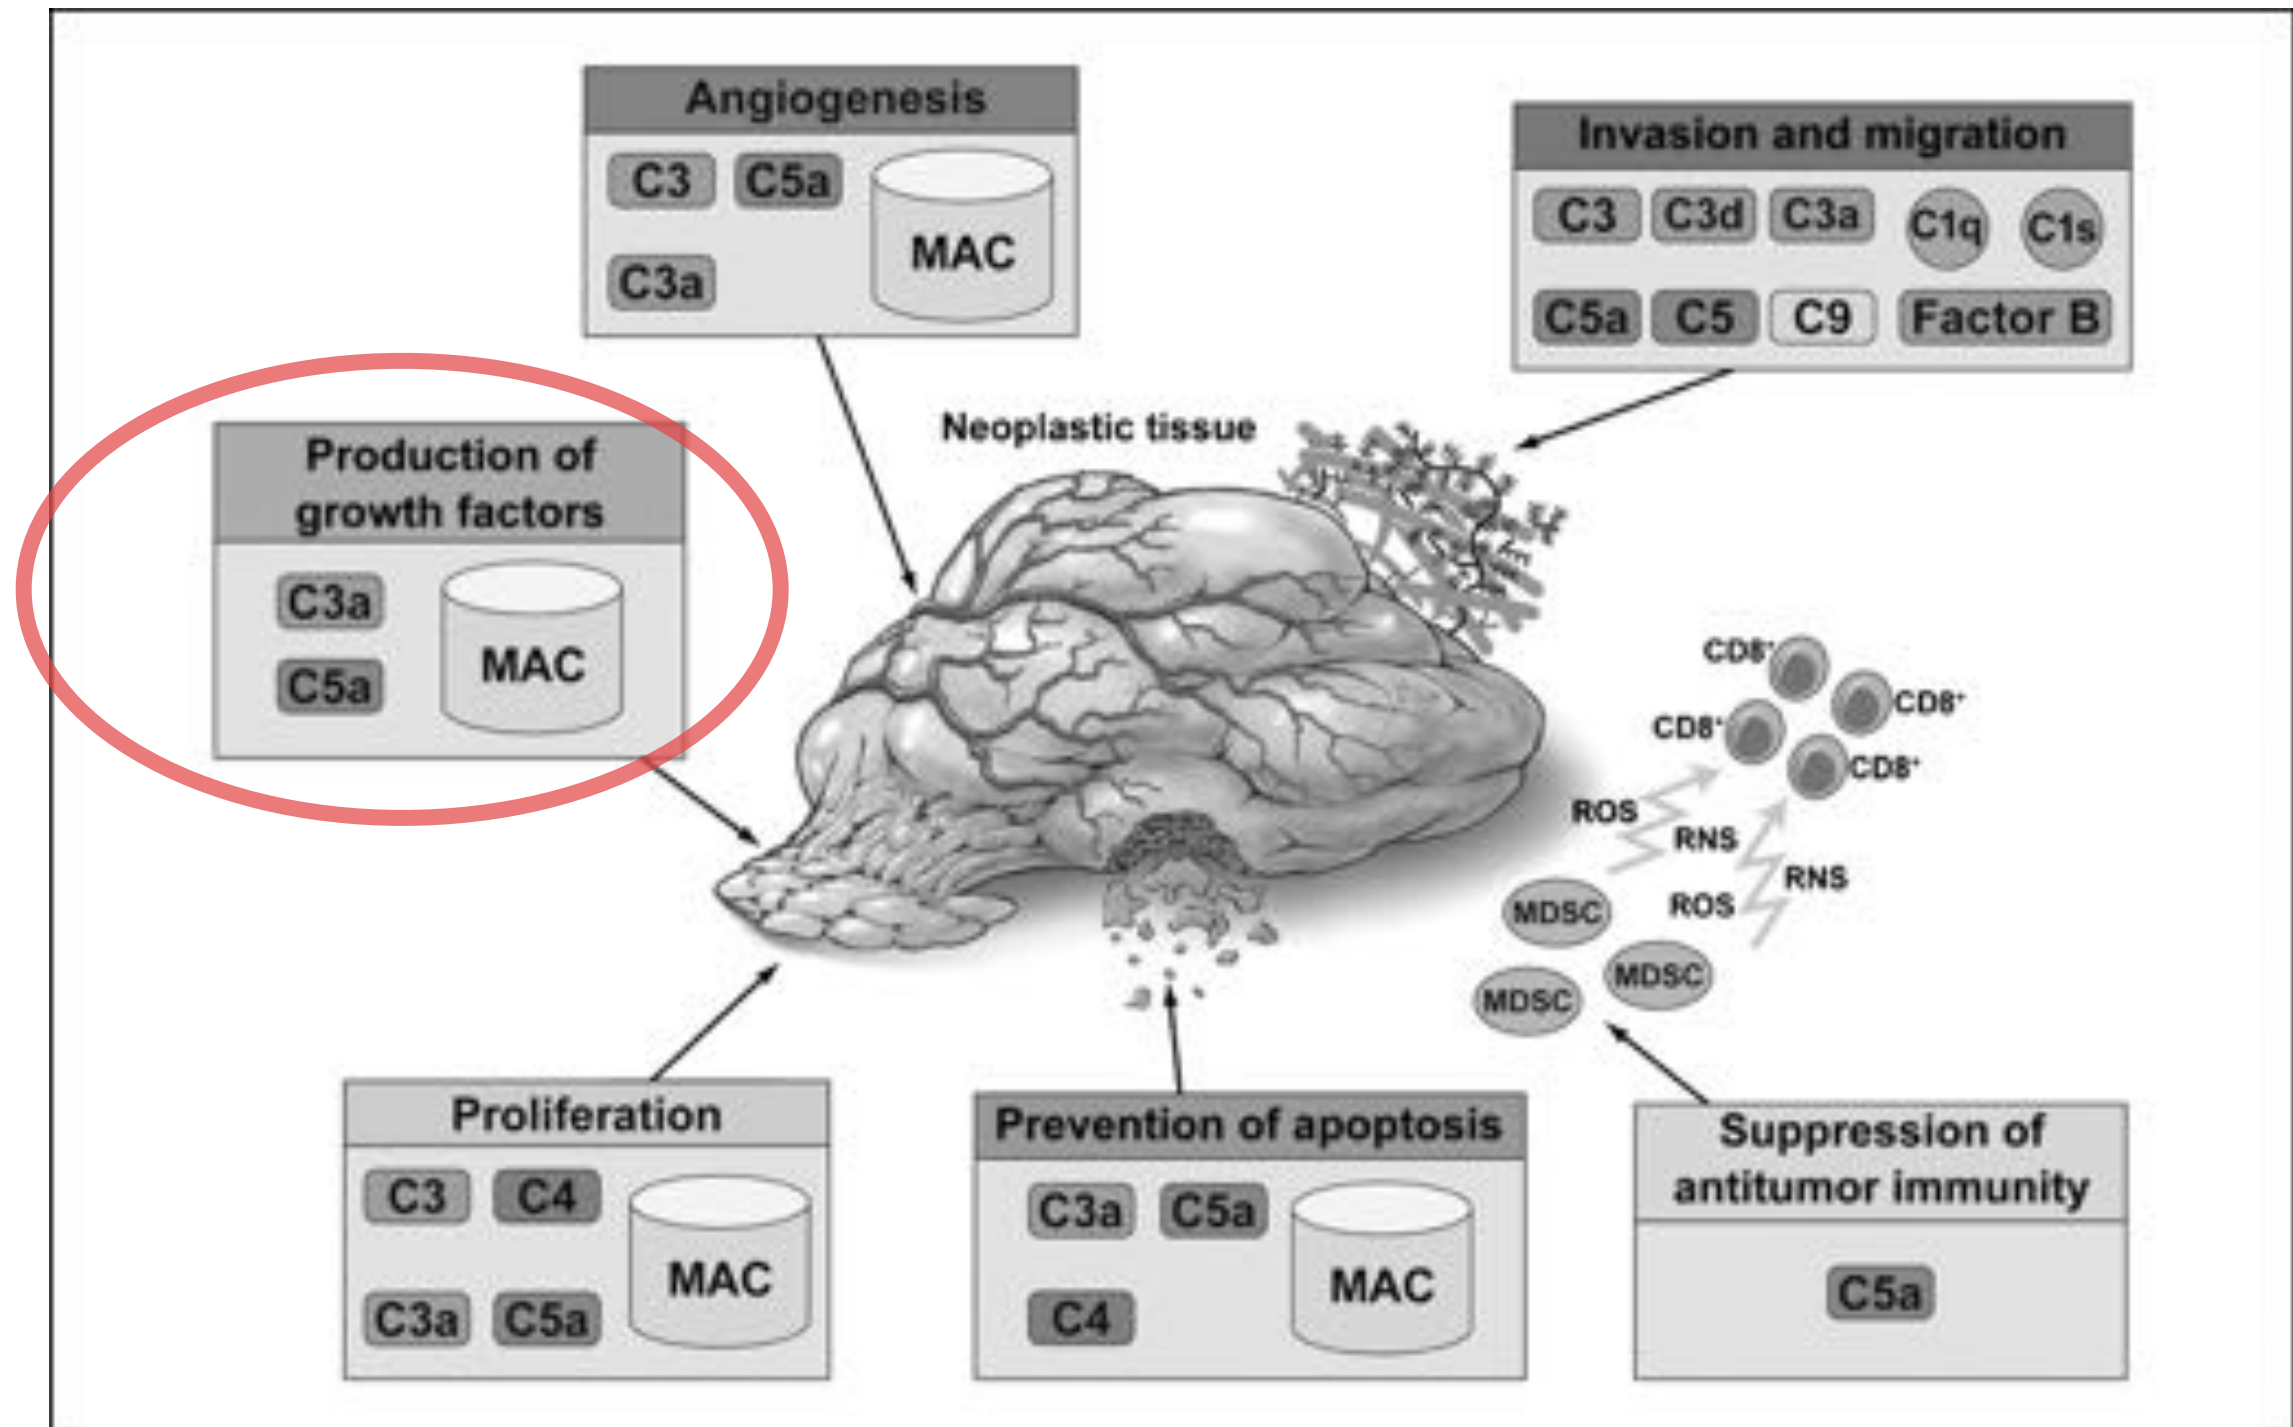 Angiogenesis
C3 C5a
MAC
C3a
Invasion and migration
C3 C3d C3a C1q C1s
C5a C5 C9 Factor B
Neoplastic tissue
Production of
growth factors
C3a
MAC
C5a
CD8+
CD8+
CD8+
CD8+
ROS
RNS
RNS
ROS
MDSC
MDSC
MDSC
Proliferation
C3 C4
MAC
C3a C5a
Prevention of apoptosis
C3a C5a
MAC
C4
Suppression of
antitumor immunity
C5a